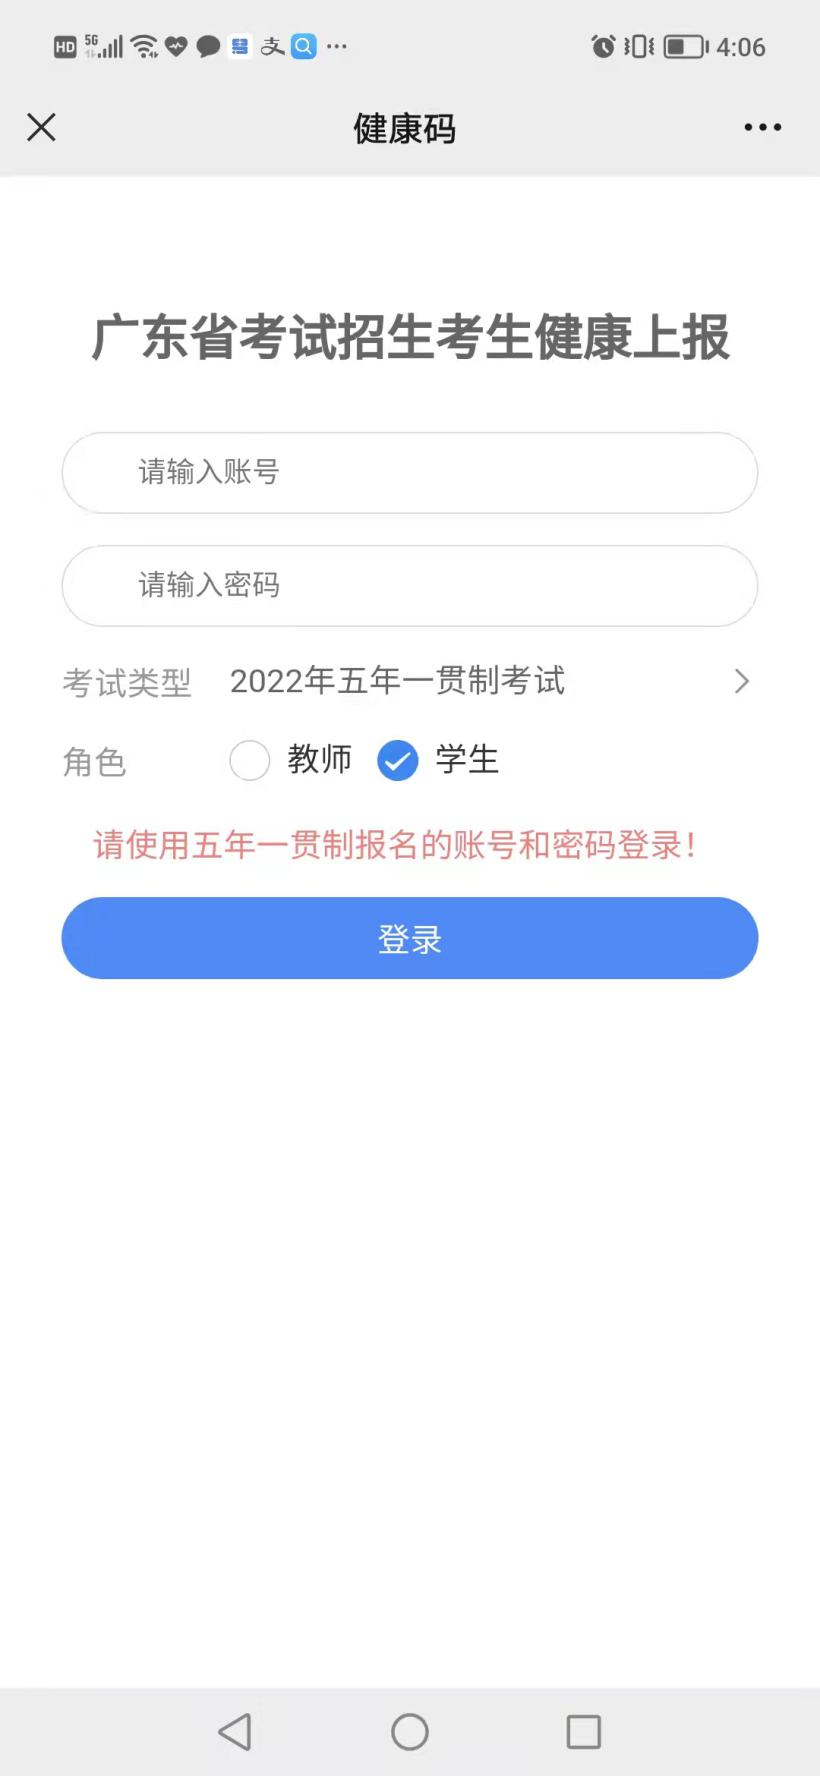 HD 5G 支 4:06
健康码
广东省考试招生考生健康上报
请输入账号
请输入密码
考试类型 2022年五年一贯制考试
角色 教师 学生
请使用五年一贯制报名的账号和密码登录！
登录